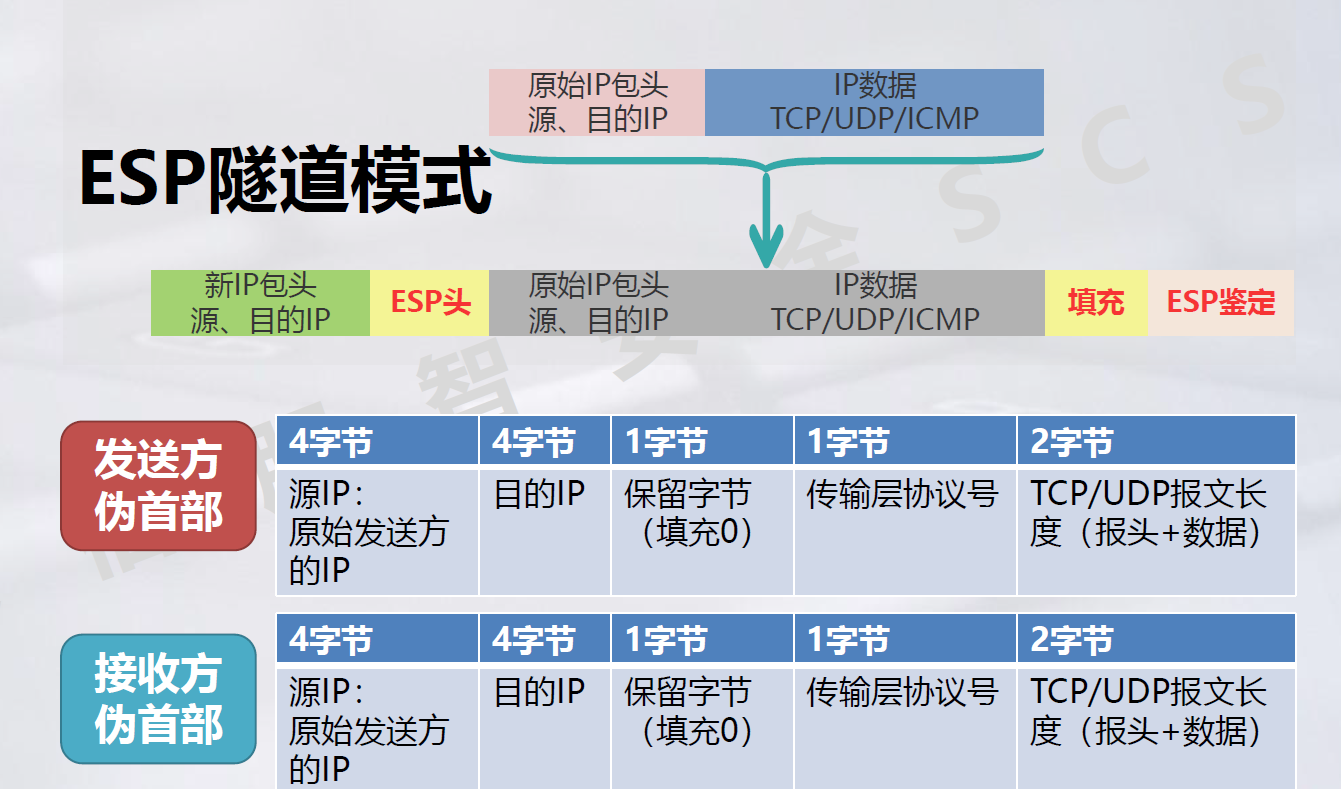 原始IP包头
源、目的IP
IP数据
TCP/UDP/ICMP
ESP隧道模式
新IP包头
源、目的IP
ESP头
原始IP包头
源、目的IP
IP数据
TCP/UDP/ICMP
填充
ESP鉴定
发送方
伪首部
4字节
4字节
1字节
1字节
2字节
源IP：
原始发送方
的IP
目的IP
保留字节
（填充0）
传输层协议号
TCP/UDP报文长
度（报头+数据）
接收方
伪首部
4字节
4字节
1字节
1字节
2字节
源IP：
原始发送方
的IP
目的IP
保留字节
（填充0）
传输层协议号
TCP/UDP报文长
度（报头+数据）